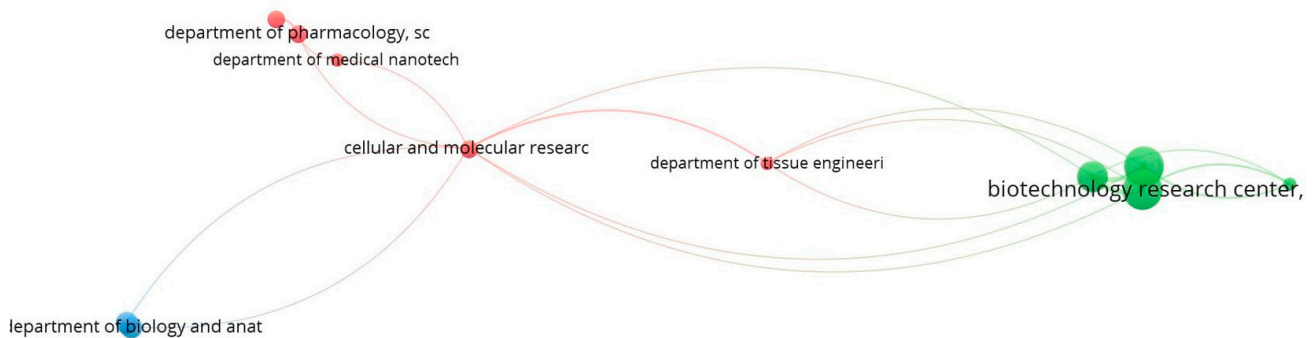 department of pharmacology, sc
department of medical nanotech
cellular and molecular researc
department of tissue engineeri
biotechnology research center,
department of biology and anat